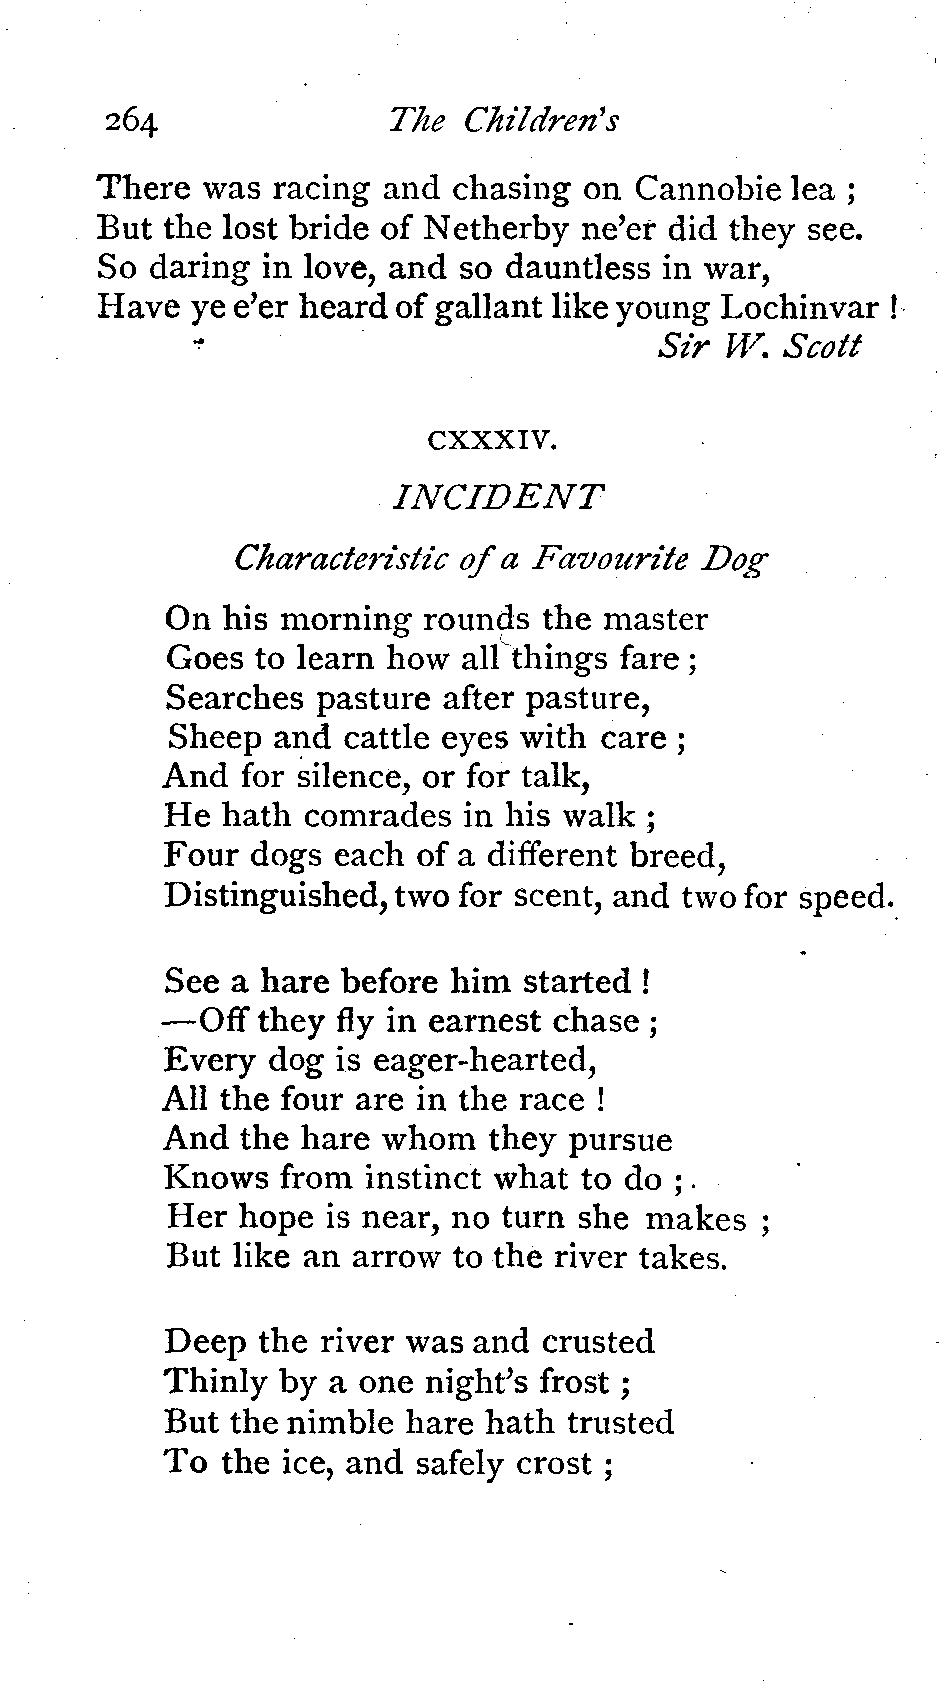 264 The Children's
There was racing and chasing on Cannobie lea ;
But the lost bride of Netherby ne'er did they see.
So daring in love, and so dauntless in war,
Have ye e'er heard of gallant like young Lochinvar !
Sir W. Scott
CXXXIV.
INCIDENT
Characteristic of a Favourite Dog
On his morning rounds the master
Goes to learn how all things fare ;
Searches pasture after pasture,
Sheep and cattle eyes with care ;
And for silence, or for talk,
He hath comrades in his walk ;
Four dogs each of a different breed,
Distinguished, two for scent, and two for speed.
See a hare before him started !
—Off they fly in earnest chase ;
Every dog is eager-hearted,
All the four are in the race !
And the hare whom they pursue
Knows from instinct what to do ;
Her hope is near, no turn she makes ;
But like an arrow to the river takes.
Deep the river was and crusted
Thinly by a one night's frost ;
But the nimble hare hath trusted
To the ice, and safely crost ;